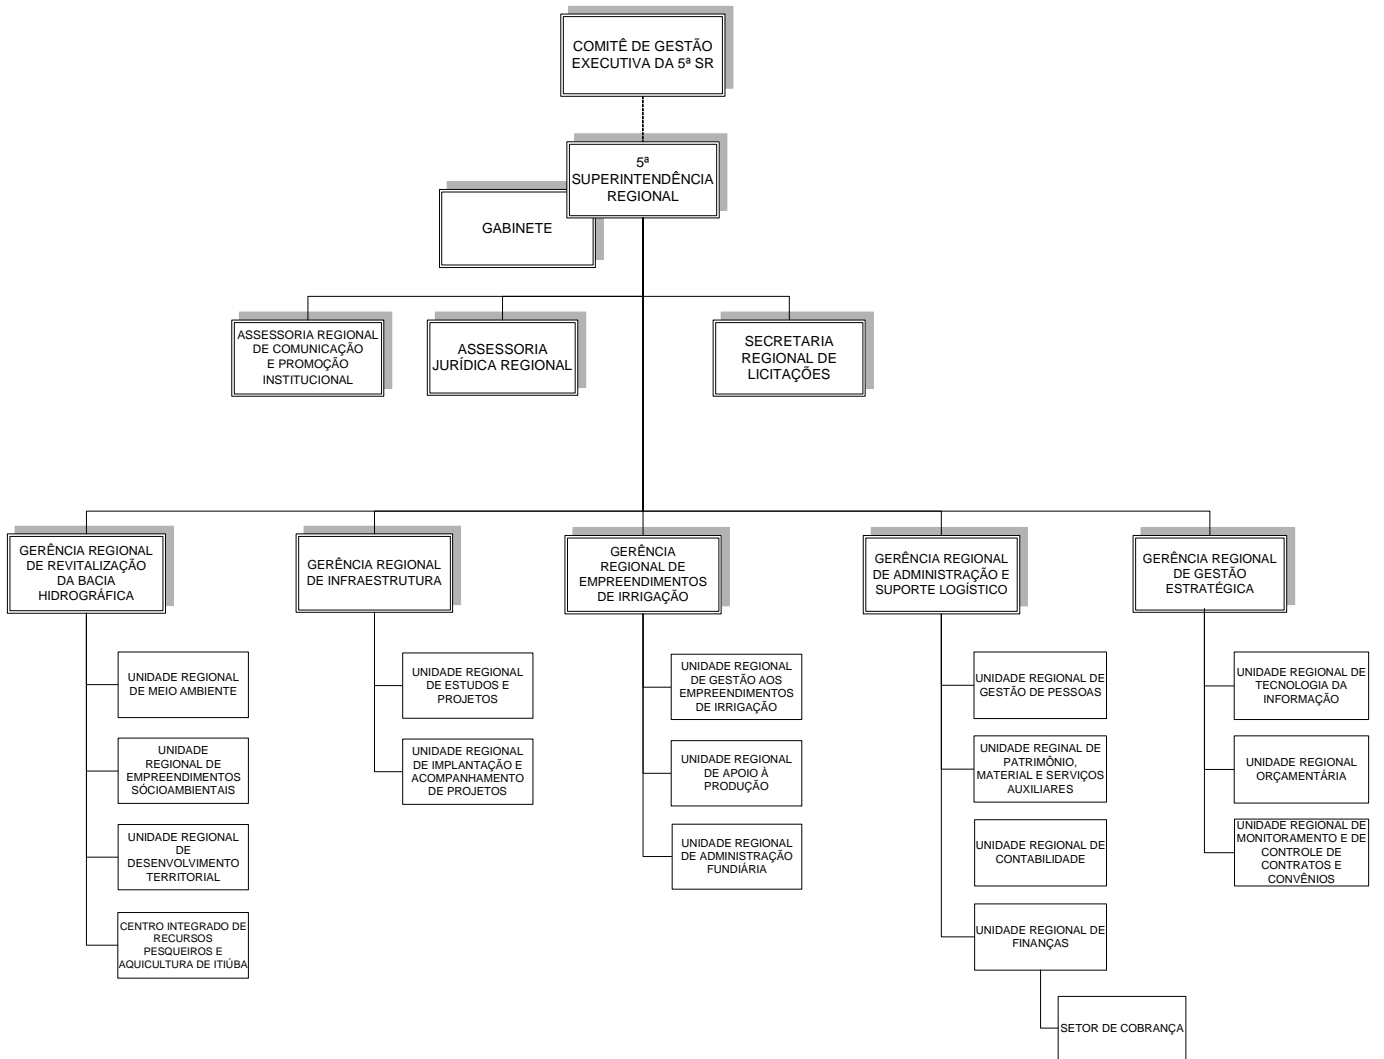 COMITÊ DE GESTÃO
EXECUTIVA DA 5ª SR
5ª
SUPERINTENDÊNCIA
REGIONAL
GABINETE
ASSESSORIA REGIONAL
DE COMUNICAÇÃO
E PROMOÇÃO
INSTITUCIONAL
ASSESSORIA
JURÍDICA REGIONAL
SECRETARIA
REGIONAL DE
LICITAÇÕES
GERÊNCIA REGIONAL
DE REVITALIZAÇÃO
DA BACIA
HIDROGRÁFICA
GERÊNCIA REGIONAL
DE INFRAESTRUTURA
GERÊNCIA
REGIONAL DE
EMPREENDIMENTOS
DE IRRIGAÇÃO
GERÊNCIA REGIONAL
DE ADMINISTRAÇÃO E
SUPORTE LOGÍSTICO
GERÊNCIA REGIONAL
DE GESTÃO
ESTRATÉGICA
UNIDADE REGIONAL
DE MEIO AMBIENTE
UNIDADE
REGIONAL DE
EMPREENDIMENTOS
SÓCIOAMBIENTAIS
UNIDADE REGIONAL
DE
DESENVOLVIMENTO
TERRITORIAL
CENTRO INTEGRADO DE
RECURSOS
PESQUEIROS E
AQUICULTURA DE ITIÚBA
UNIDADE REGIONAL
DE ESTUDOS E
PROJETOS
UNIDADE REGIONAL
DE IMPLANTAÇÃO E
ACOMPANHAMENTO
DE PROJETOS
UNIDADE REGIONAL
DE GESTÃO AOS
EMPREENDIMENTOS
DE IRRIGAÇÃO
UNIDADE REGIONAL
DE APOIO À
PRODUÇÃO
UNIDADE REGIONAL
DE ADMINISTRAÇÃO
FUNDIÁRIA
UNIDADE REGIONAL DE
GESTÃO DE PESSOAS
UNIDADE REGINAL DE
PATRIMÔNIO,
MATERIAL E SERVIÇOS
AUXILIARES
UNIDADE REGIONAL DE
CONTABILIDADE
UNIDADE REGIONAL DE
FINANÇAS
SETOR DE COBRANÇA
UNIDADE REGIONAL DE
TECNOLOGIA DA
INFORMAÇÃO
UNIDADE REGIONAL
ORÇAMENTÁRIA
UNIDADE REGIONAL DE
MONITORAMENTO E DE
CONTROLE DE
CONTRATOS E
CONVÊNIOS